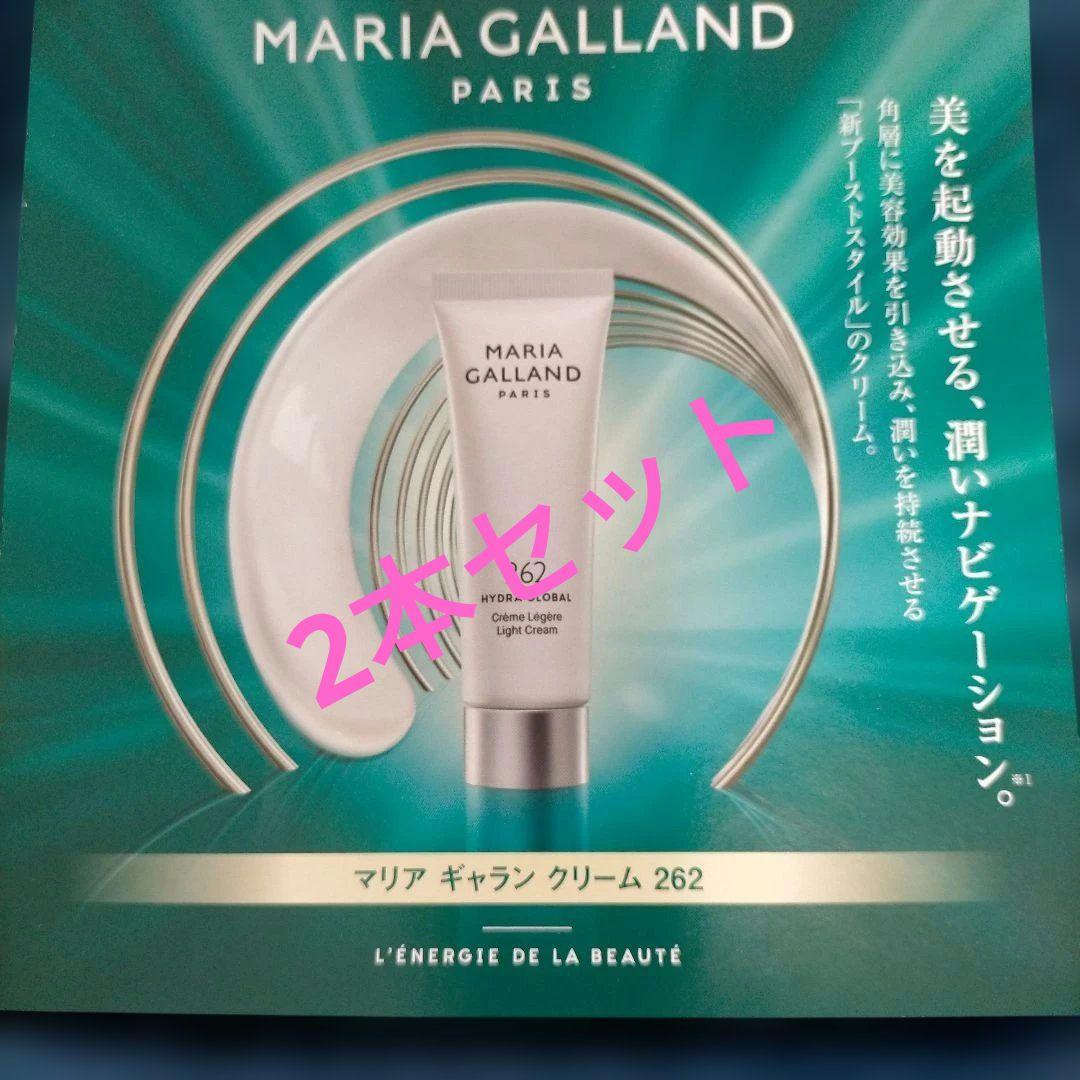 MARIA GALLAND
PARIS
美を起動させる、潤いナビゲーション。※1
角層に美容効果を引き込み、潤いを持続させる
「新ブーストスタイル」のクリーム。
MARIA
GALLAND
PARIS
262
HYDRA GLOBAL
Crème Légère
Light Cream
2本セット
マリア ギャラン クリーム 262
L'ÉNERGIE DE LA BEAUTÉ